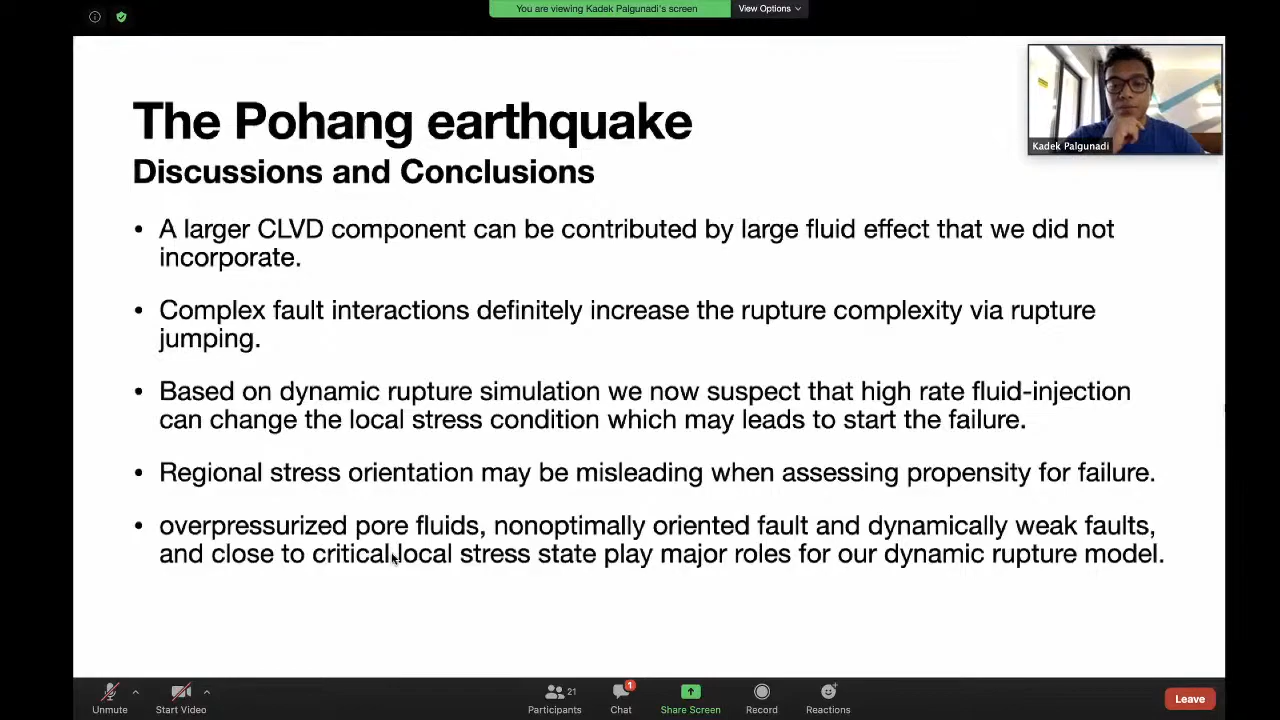 You are viewing Kadek Palgunadi's screen
View Options
The Pohang earthquake
Kadek Palgunadi
Discussions and Conclusions
• A larger CLVD component can be contributed by large fluid effect that we did not
incorporate.
• Complex fault interactions definitely increase the rupture complexity via rupture
jumping.
• Based on dynamic rupture simulation we now suspect that high rate fluid-injection
can change the local stress condition which may leads to start the failure.
• Regional stress orientation may be misleading when assessing propensity for failure.
• overpressurized pore fluids, nonoptimally oriented fault and dynamically weak faults,
and close to critical local stress state play major roles for our dynamic rupture model.
21
1
Unmute
Start Video
Participants
Chat
Share Screen
Record
Reactions
Leave